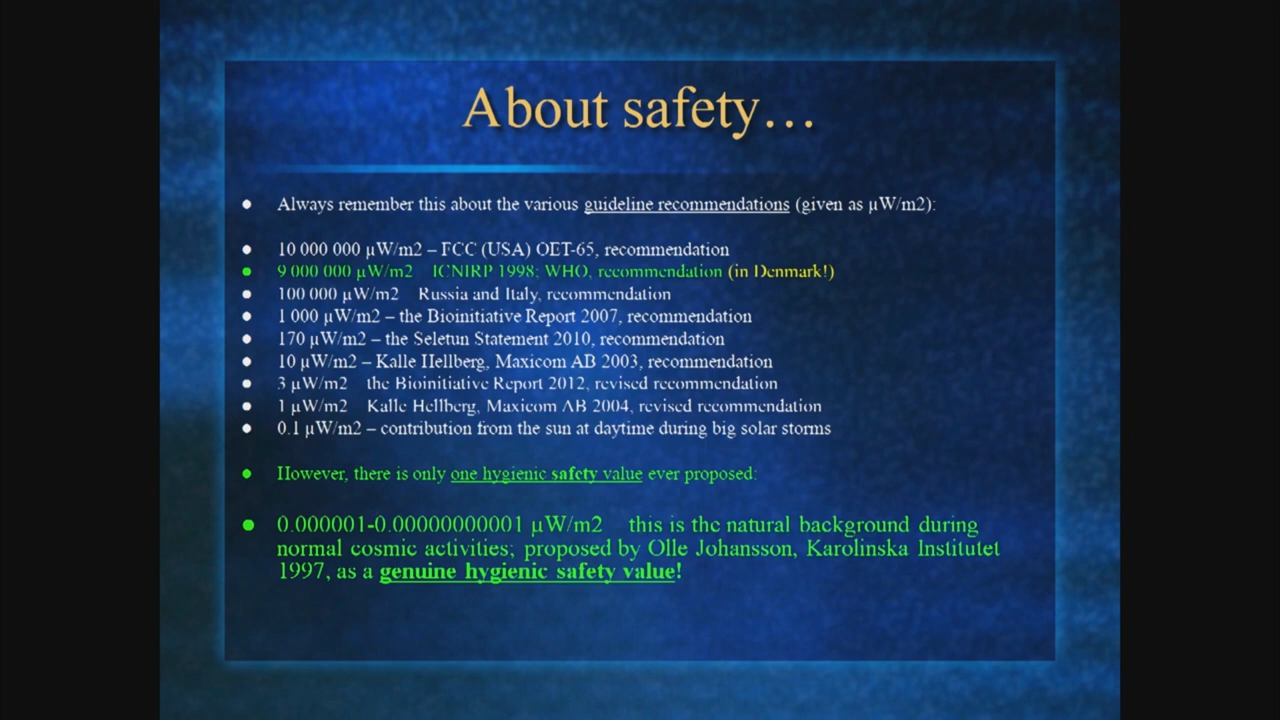 About safety…
Always remember this about the various guideline recommendations (given as µW/m2):
10 000 000 µW/m2 – FCC (USA) OET-65, recommendation
9 000 000 µW/m2 – ICNIRP 1998; WHO, recommendation (in Denmark!)
100 000 µW/m2 – Russia and Italy, recommendation
1 000 µW/m2 – the Bioinitiative Report 2007, recommendation
170 µW/m2 – the Seletun Statement 2010, recommendation
10 µW/m2 – Kalle Hellberg, Maxicom AB 2003, recommendation
3 µW/m2 – the Bioinitiative Report 2012, revised recommendation
1 µW/m2 – Kalle Hellberg, Maxicom AB 2004, revised recommendation
0.1 µW/m2 – contribution from the sun at daytime during big solar storms
However, there is only one hygienic safety value ever proposed:
0.000001-0.00000000001 µW/m2 – this is the natural background during
normal cosmic activities; proposed by Olle Johansson, Karolinska Institutet
1997, as a genuine hygienic safety value!